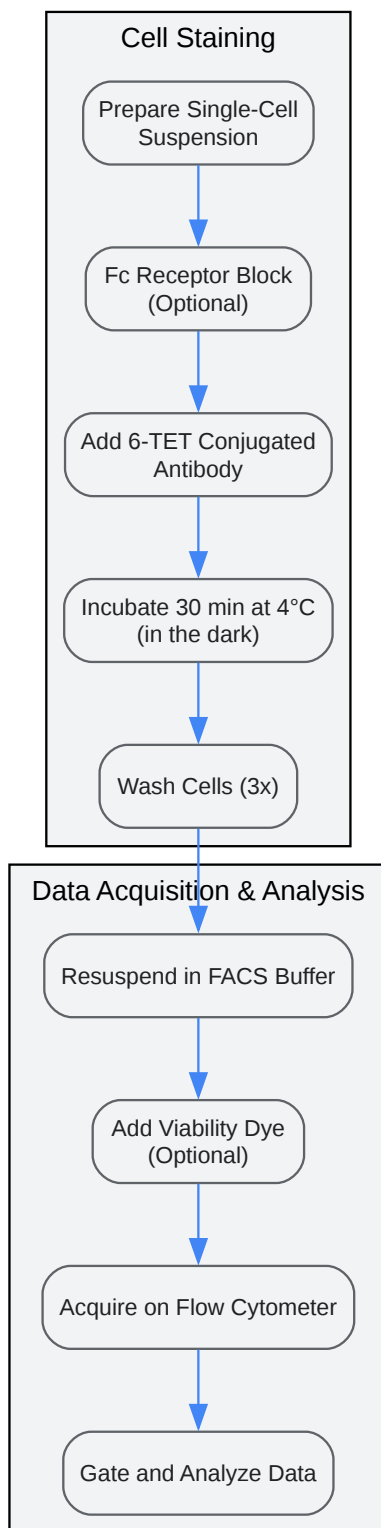 Cell Staining
Prepare Single-Cell
Suspension
Fc Receptor Block
(Optional)
Add 6-TET Conjugated
Antibody
Incubate 30 min at 4°C
(in the dark)
Wash Cells (3x)
Data Acquisition & Analysis
Resuspend in FACS Buffer
Add Viability Dye
(Optional)
Acquire on Flow Cytometer
Gate and Analyze Data